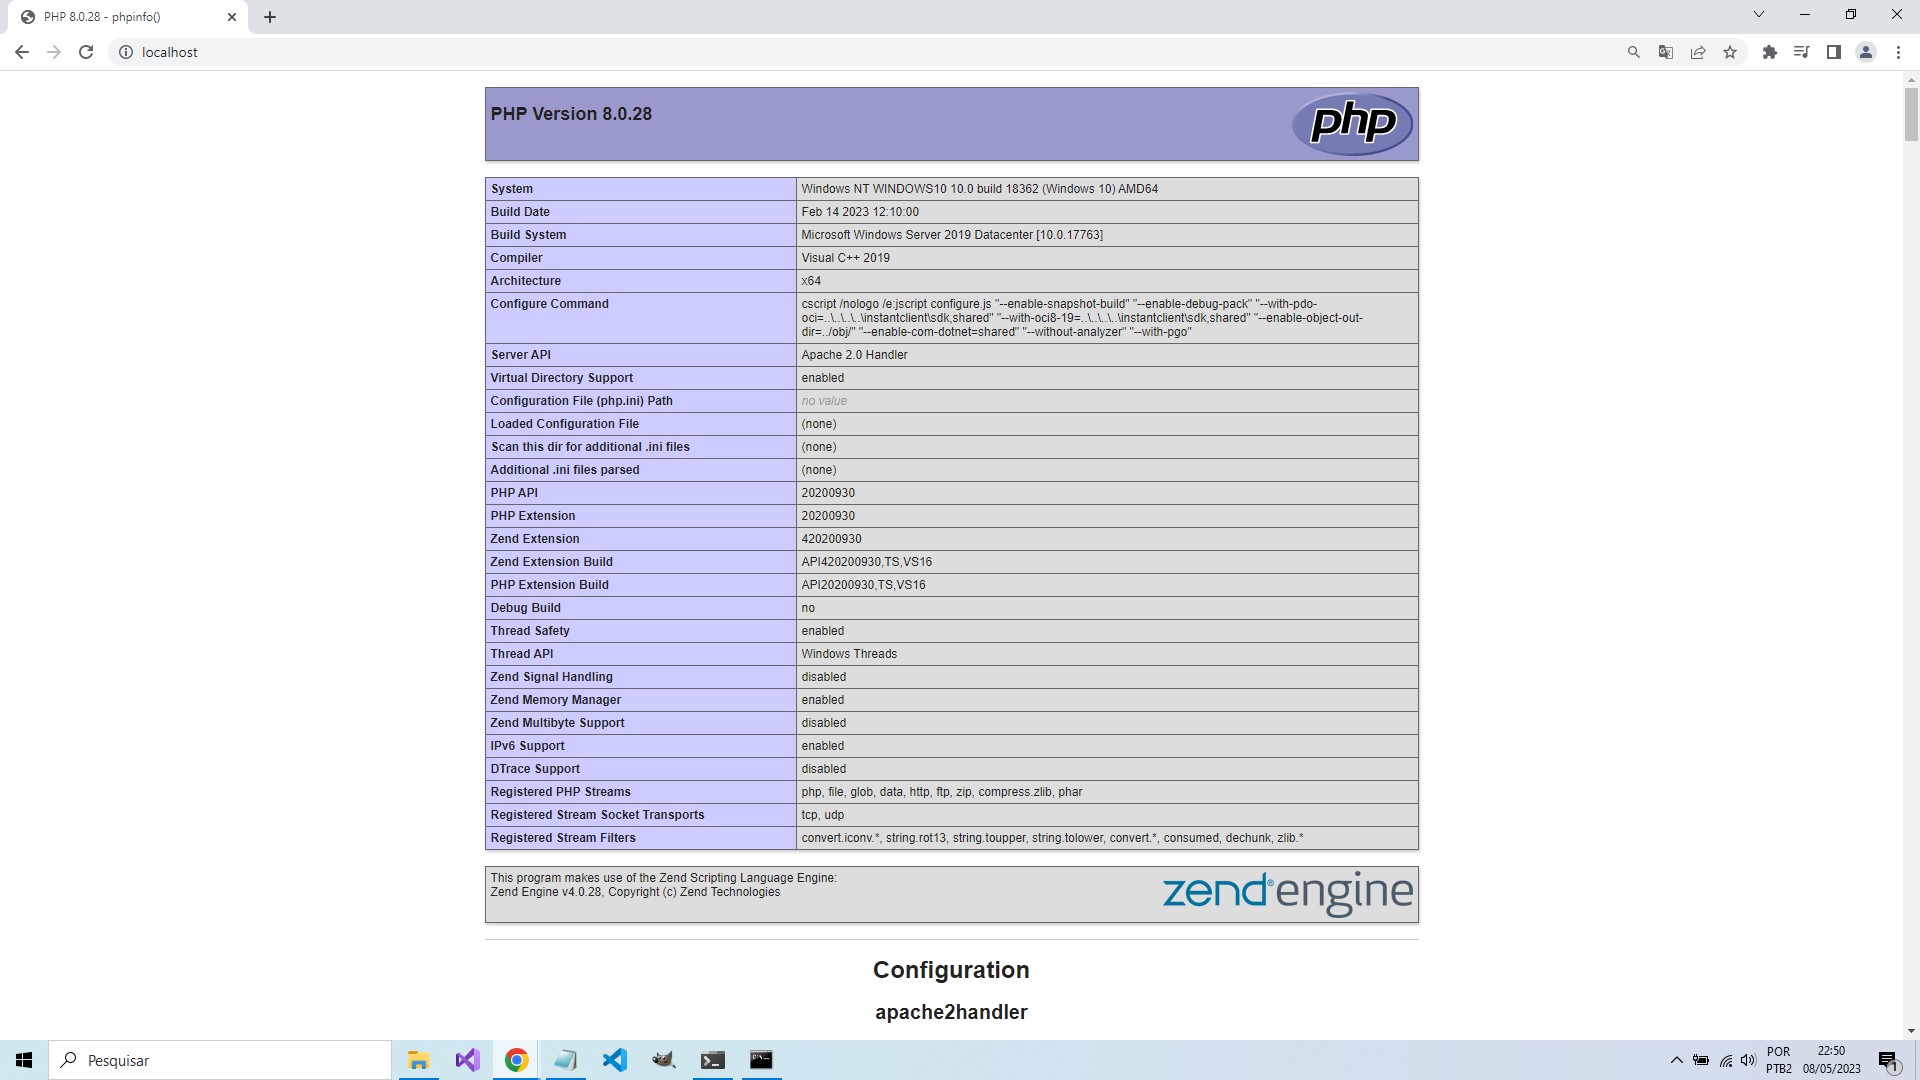 PHP 8.0.28 - phpinfo()
localhost
PHP Version 8.0.28
php
System Windows NT WINDOWS10 10.0 build 18362 (Windows 10) AMD64
Build Date Feb 14 2023 12:10:00
Build System Microsoft Windows Server 2019 Datacenter [10.0.17763]
Compiler Visual C++ 2019
Architecture x64
Configure Command cscript /nologo /e:jscript configure.js "--enable-snapshot-build" "--enable-debug-pack" "--with-pdo-
oci=..\..\..\..\instantclient\sdk,shared" "--with-oci8-19=..\..\..\..\instantclient\sdk,shared" "--enable-object-out-
dir=../obj/" "--enable-com-dotnet=shared" "--without-analyzer" "--with-pgo"
Server API Apache 2.0 Handler
Virtual Directory Support enabled
Configuration File (php.ini) Path no value
Loaded Configuration File (none)
Scan this dir for additional .ini files (none)
Additional .ini files parsed (none)
PHP API 20200930
PHP Extension 20200930
Zend Extension 420200930
Zend Extension Build API420200930,TS,VS16
PHP Extension Build API20200930,TS,VS16
Debug Build no
Thread Safety enabled
Thread API Windows Threads
Zend Signal Handling disabled
Zend Memory Manager enabled
Zend Multibyte Support disabled
IPv6 Support enabled
DTrace Support disabled
Registered PHP Streams php, file, glob, data, http, ftp, zip, compress.zlib, phar
Registered Stream Socket Transports tcp, udp
Registered Stream Filters convert.iconv.*, string.rot13, string.toupper, string.tolower, convert.*, consumed, dechunk, zlib.*
This program makes use of the Zend Scripting Language Engine:
Zend Engine v4.0.28, Copyright (c) Zend Technologies
zend® engine
Configuration
apache2handler
Pesquisar
POR 22:50
PTB2 08/05/2023
1